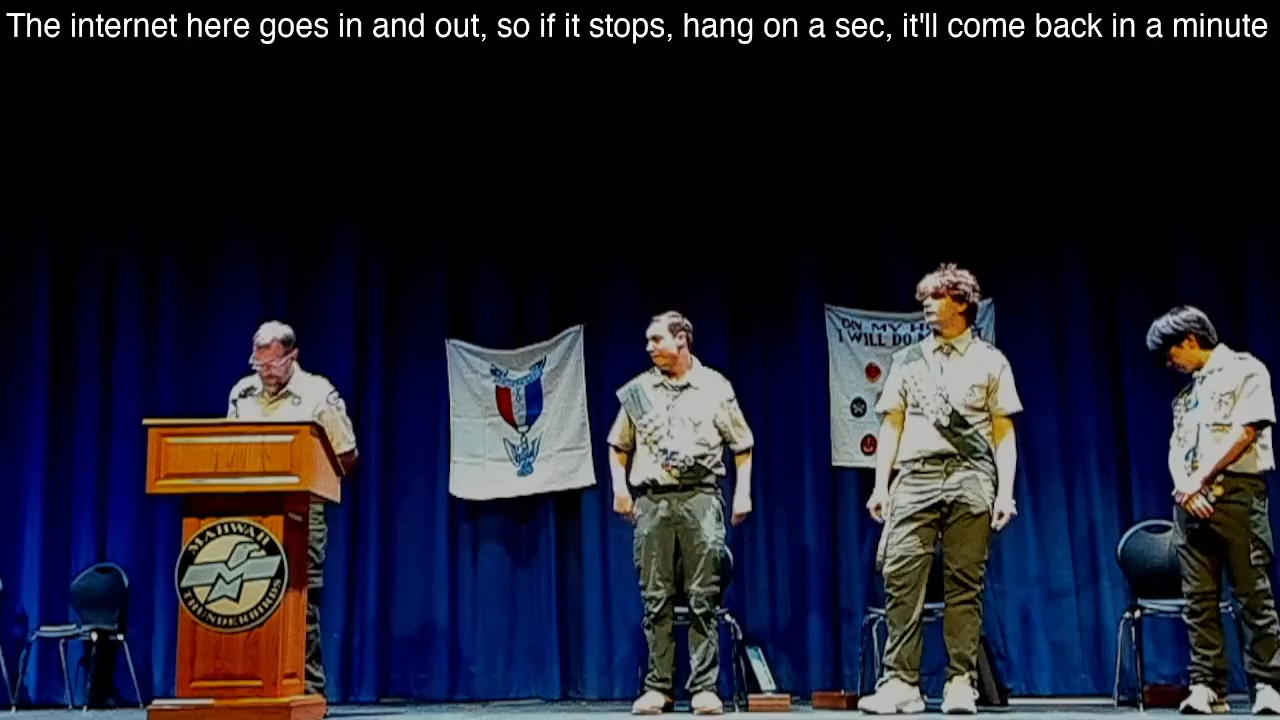 The internet here goes in and out, so if it stops, hang on a sec, it'll come back in a minute
ON MY
I WILL DO
MAHWAH
M
THUNDERBIRDS